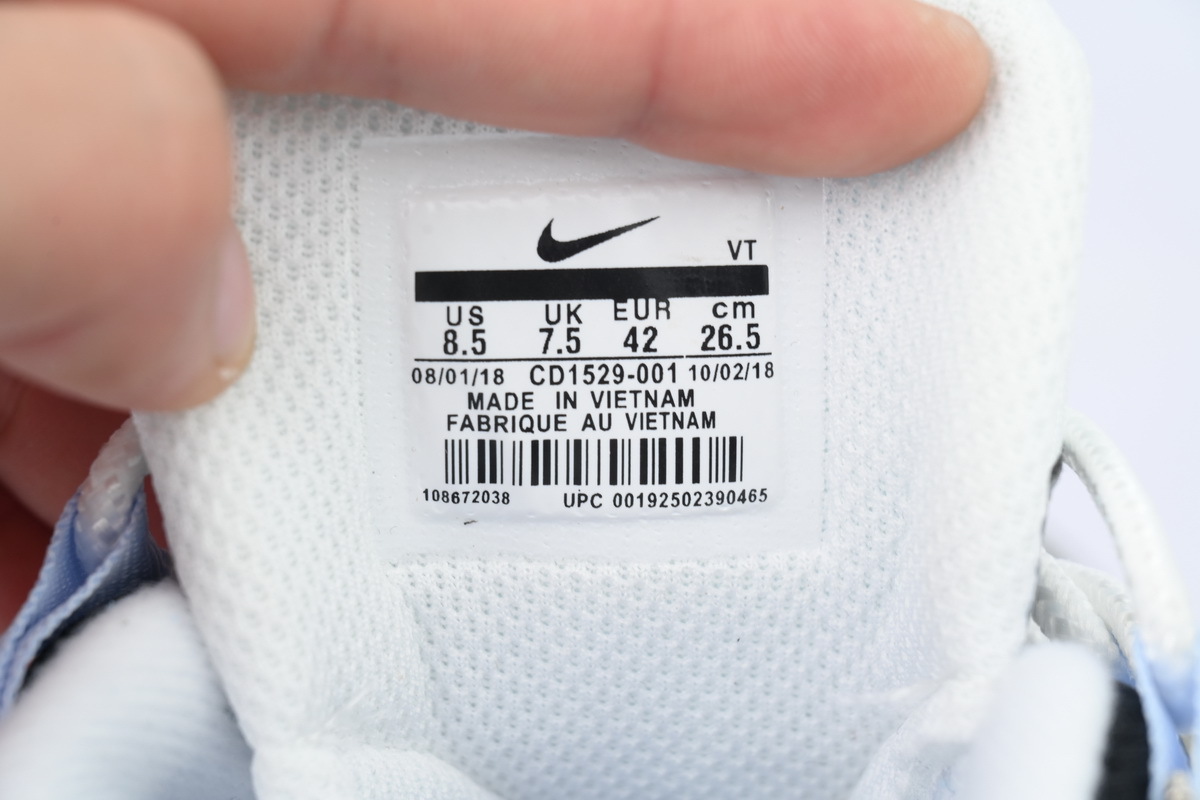 VT
US UK EUR cm
8.5 7.5 42 26.5
08/01/18 CD1529-001 10/02/18
MADE IN VIETNAM
FABRIQUE AU VIETNAM
108672038 UPC 00192502390465